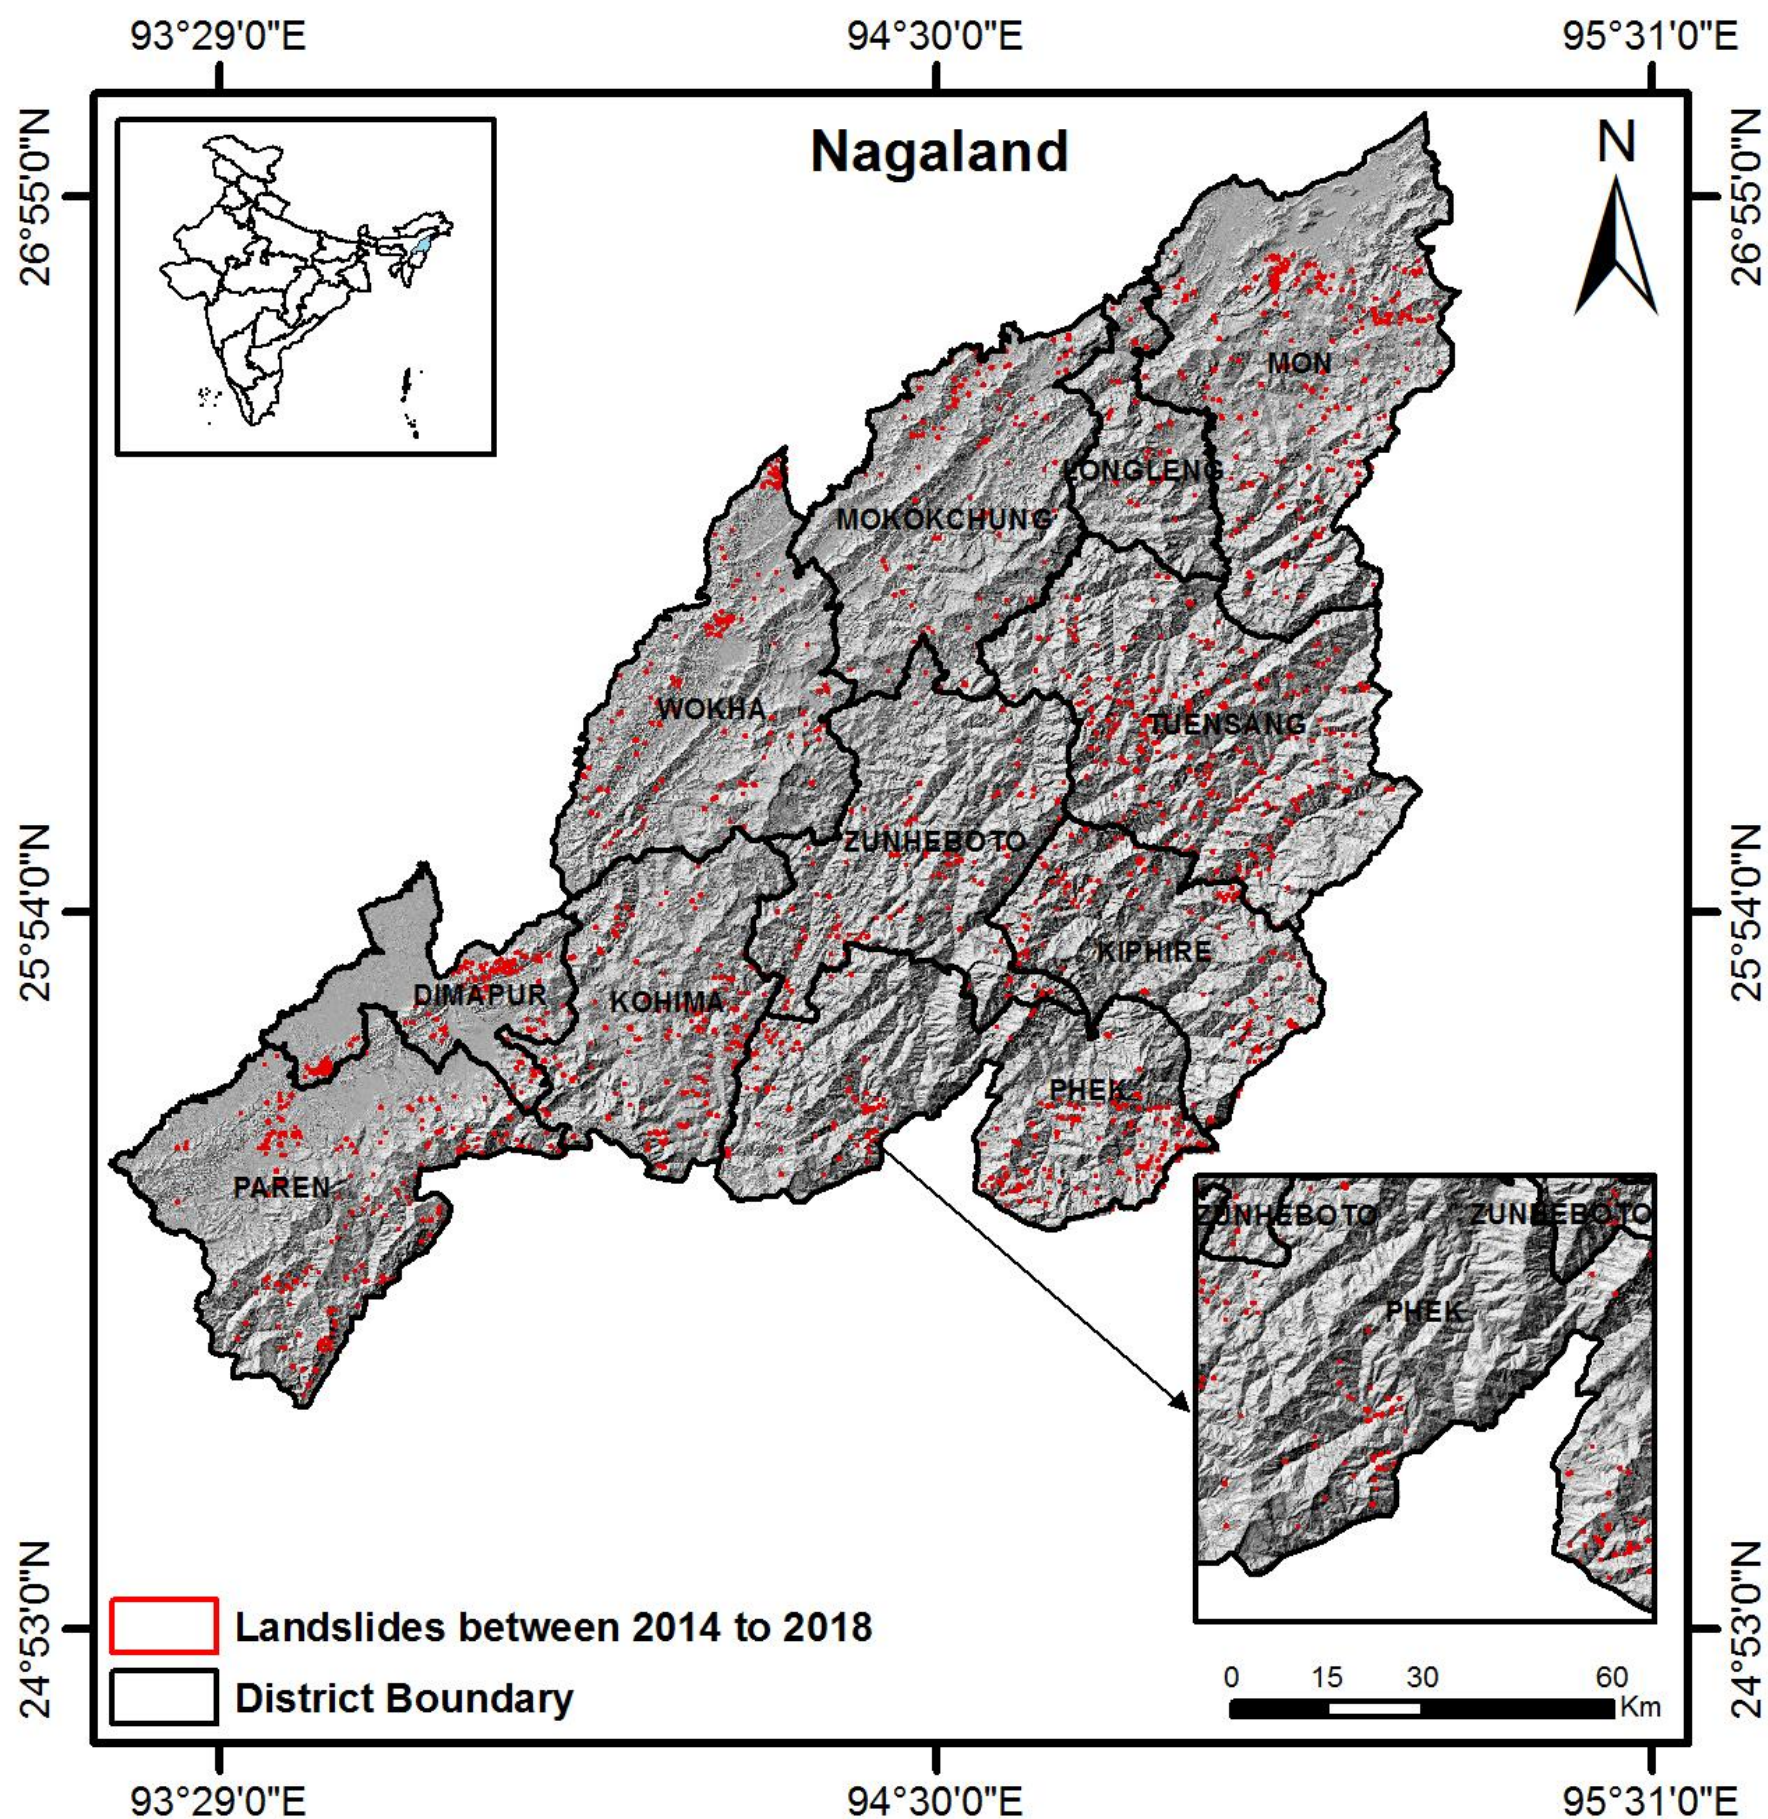 93°29'0"E 94°30'0"E 95°31'0"E
Nagaland
N
26°55'0"N
26°55'0"N
MON
LONGLENG
MOKOKCHUNG
WOKHA
TUENSANG
ZUNHEBOTO
25°54'0"N
25°54'0"N
KIPHIRE
DIMAPUR
KOHIMA
PHEK
PAREN
ZUNHEBOTO
ZUNHEBOTO
PHEK
24°53'0"N
24°53'0"N
Landslides between 2014 to 2018
District Boundary
0 15 30 60
Km
93°29'0"E 94°30'0"E 95°31'0"E